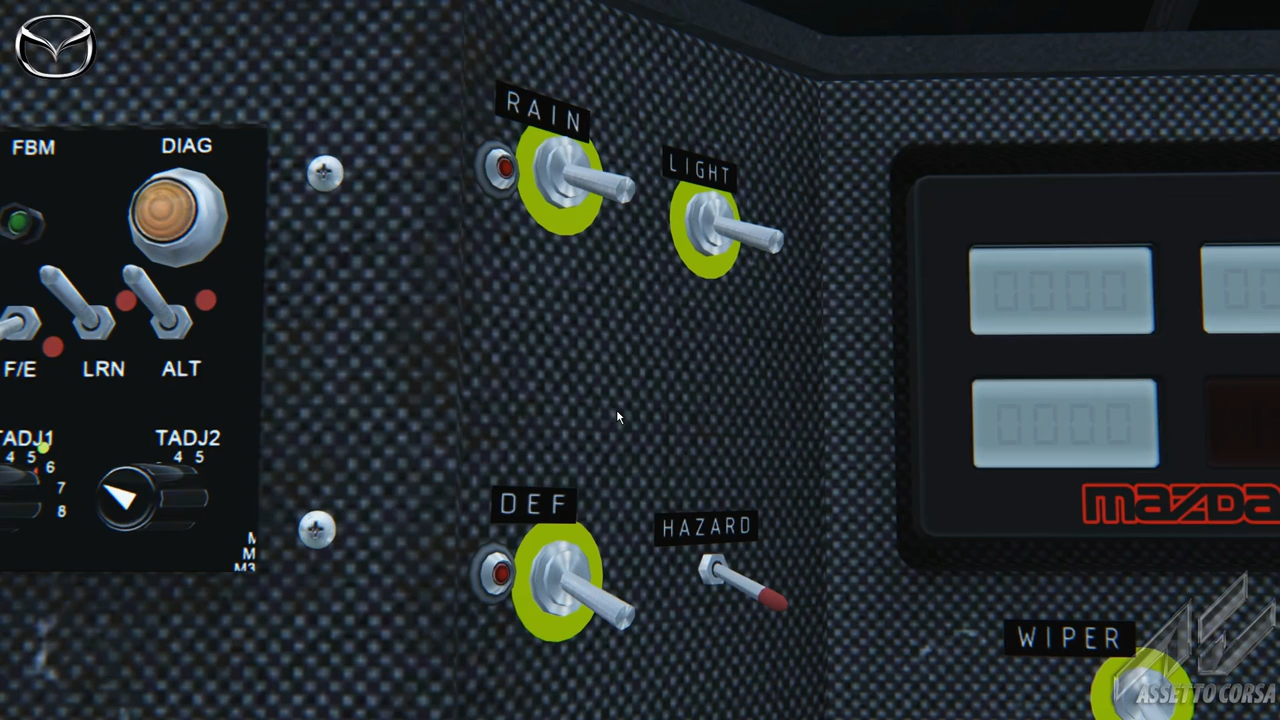 FBM
DIAG
F/E
LRN
ALT
TADJ1
4 5
6
7
8
TADJ2
4 5
M
M
M3
RAIN
LIGHT
DEF
HAZARD
mazda
WIPER
ASSETTO CORSA